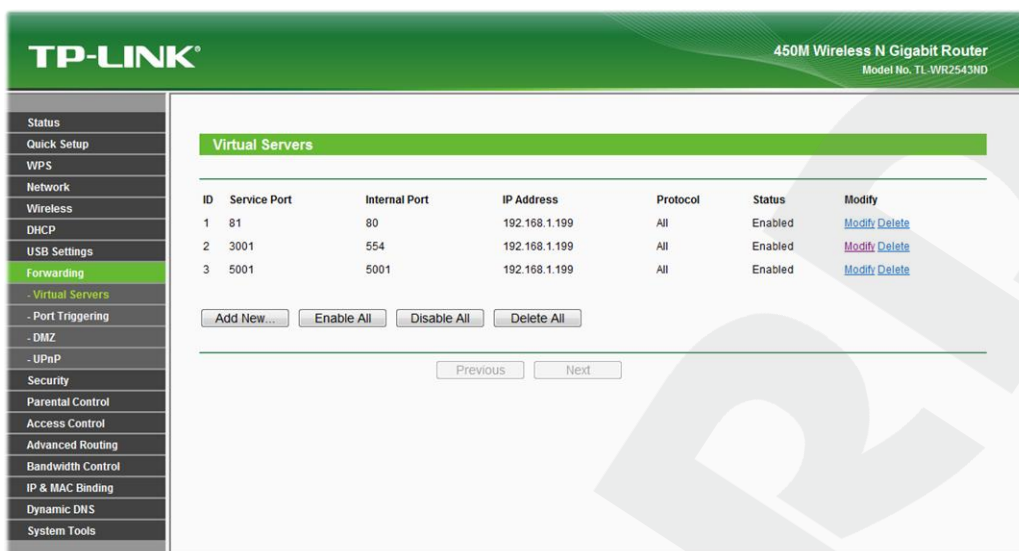 TP-LINK®
450M Wireless N Gigabit Router
Model No. TL-WR2543ND
Status
Quick Setup
WPS
Network
Wireless
DHCP
USB Settings
Forwarding
- Virtual Servers
- Port Triggering
- DMZ
- UPnP
Security
Parental Control
Access Control
Advanced Routing
Bandwidth Control
IP & MAC Binding
Dynamic DNS
System Tools
Virtual Servers
ID Service Port Internal Port IP Address Protocol Status Modify
1 81 80 192.168.1.199 All Enabled Modify Delete
2 3001 554 192.168.1.199 All Enabled Modify Delete
3 5001 5001 192.168.1.199 All Enabled Modify Delete
Add New... Enable All Disable All Delete All
Previous Next